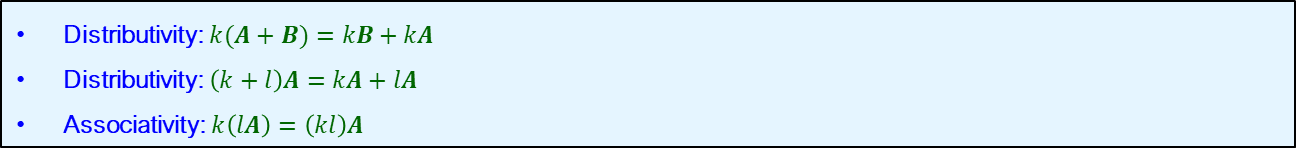 • Distributivity: k(A + B) = kB + kA
• Distributivity: (k + l)A = kA + lA
• Associativity: k(lA) = (kl)A